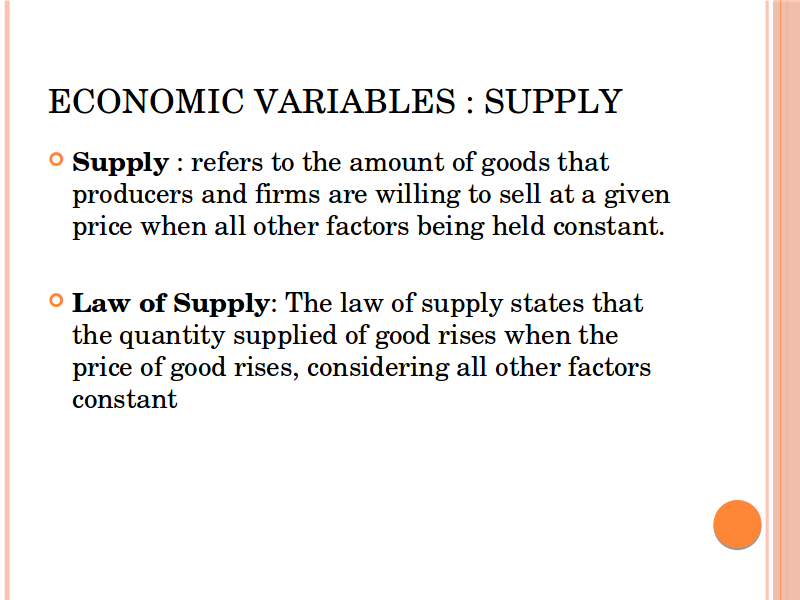 ECONOMIC VARIABLES : SUPPLY
Supply : refers to the amount of goods that
producers and firms are willing to sell at a given
price when all other factors being held constant.
Law of Supply: The law of supply states that
the quantity supplied of good rises when the
price of good rises, considering all other factors
constant